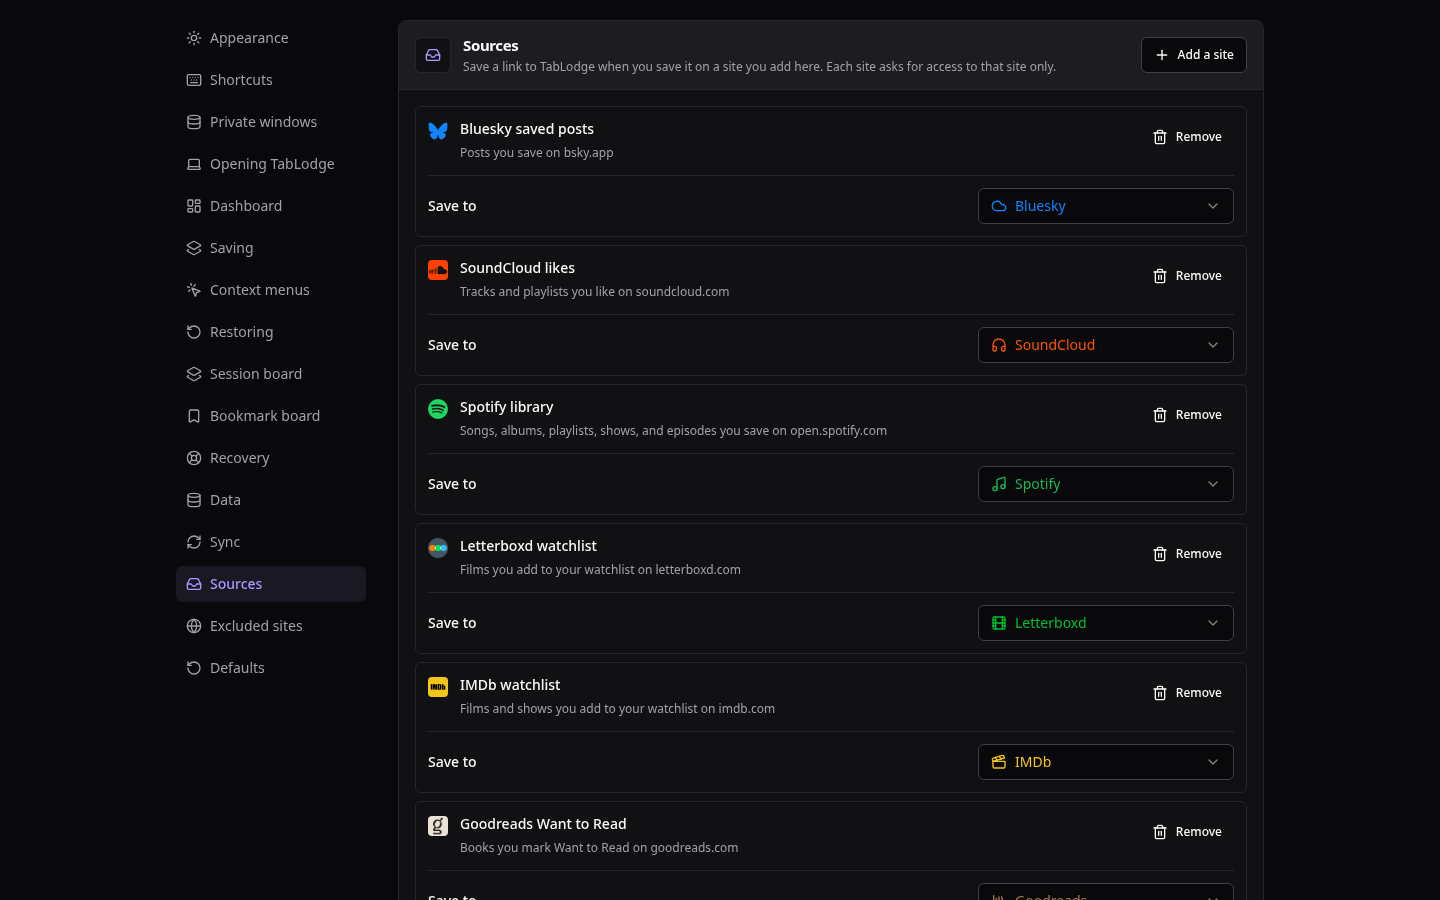 Appearance
Shortcuts
Private windows
Opening TabLodge
Dashboard
Saving
Context menus
Restoring
Session board
Bookmark board
Recovery
Data
Sync
Sources
Excluded sites
Defaults
Sources
Save a link to TabLodge when you save it on a site you add here. Each site asks for access to that site only.
Add a site
Bluesky saved posts
Posts you save on bsky.app
Remove
Save to
Bluesky
SoundCloud likes
Tracks and playlists you like on soundcloud.com
Remove
Save to
SoundCloud
Spotify library
Songs, albums, playlists, shows, and episodes you save on open.spotify.com
Remove
Save to
Spotify
Letterboxd watchlist
Films you add to your watchlist on letterboxd.com
Remove
Save to
Letterboxd
IMDb
IMDb watchlist
Films and shows you add to your watchlist on imdb.com
Remove
Save to
IMDb
g
Goodreads Want to Read
Books you mark Want to Read on goodreads.com
Remove
Save to
Goodreads